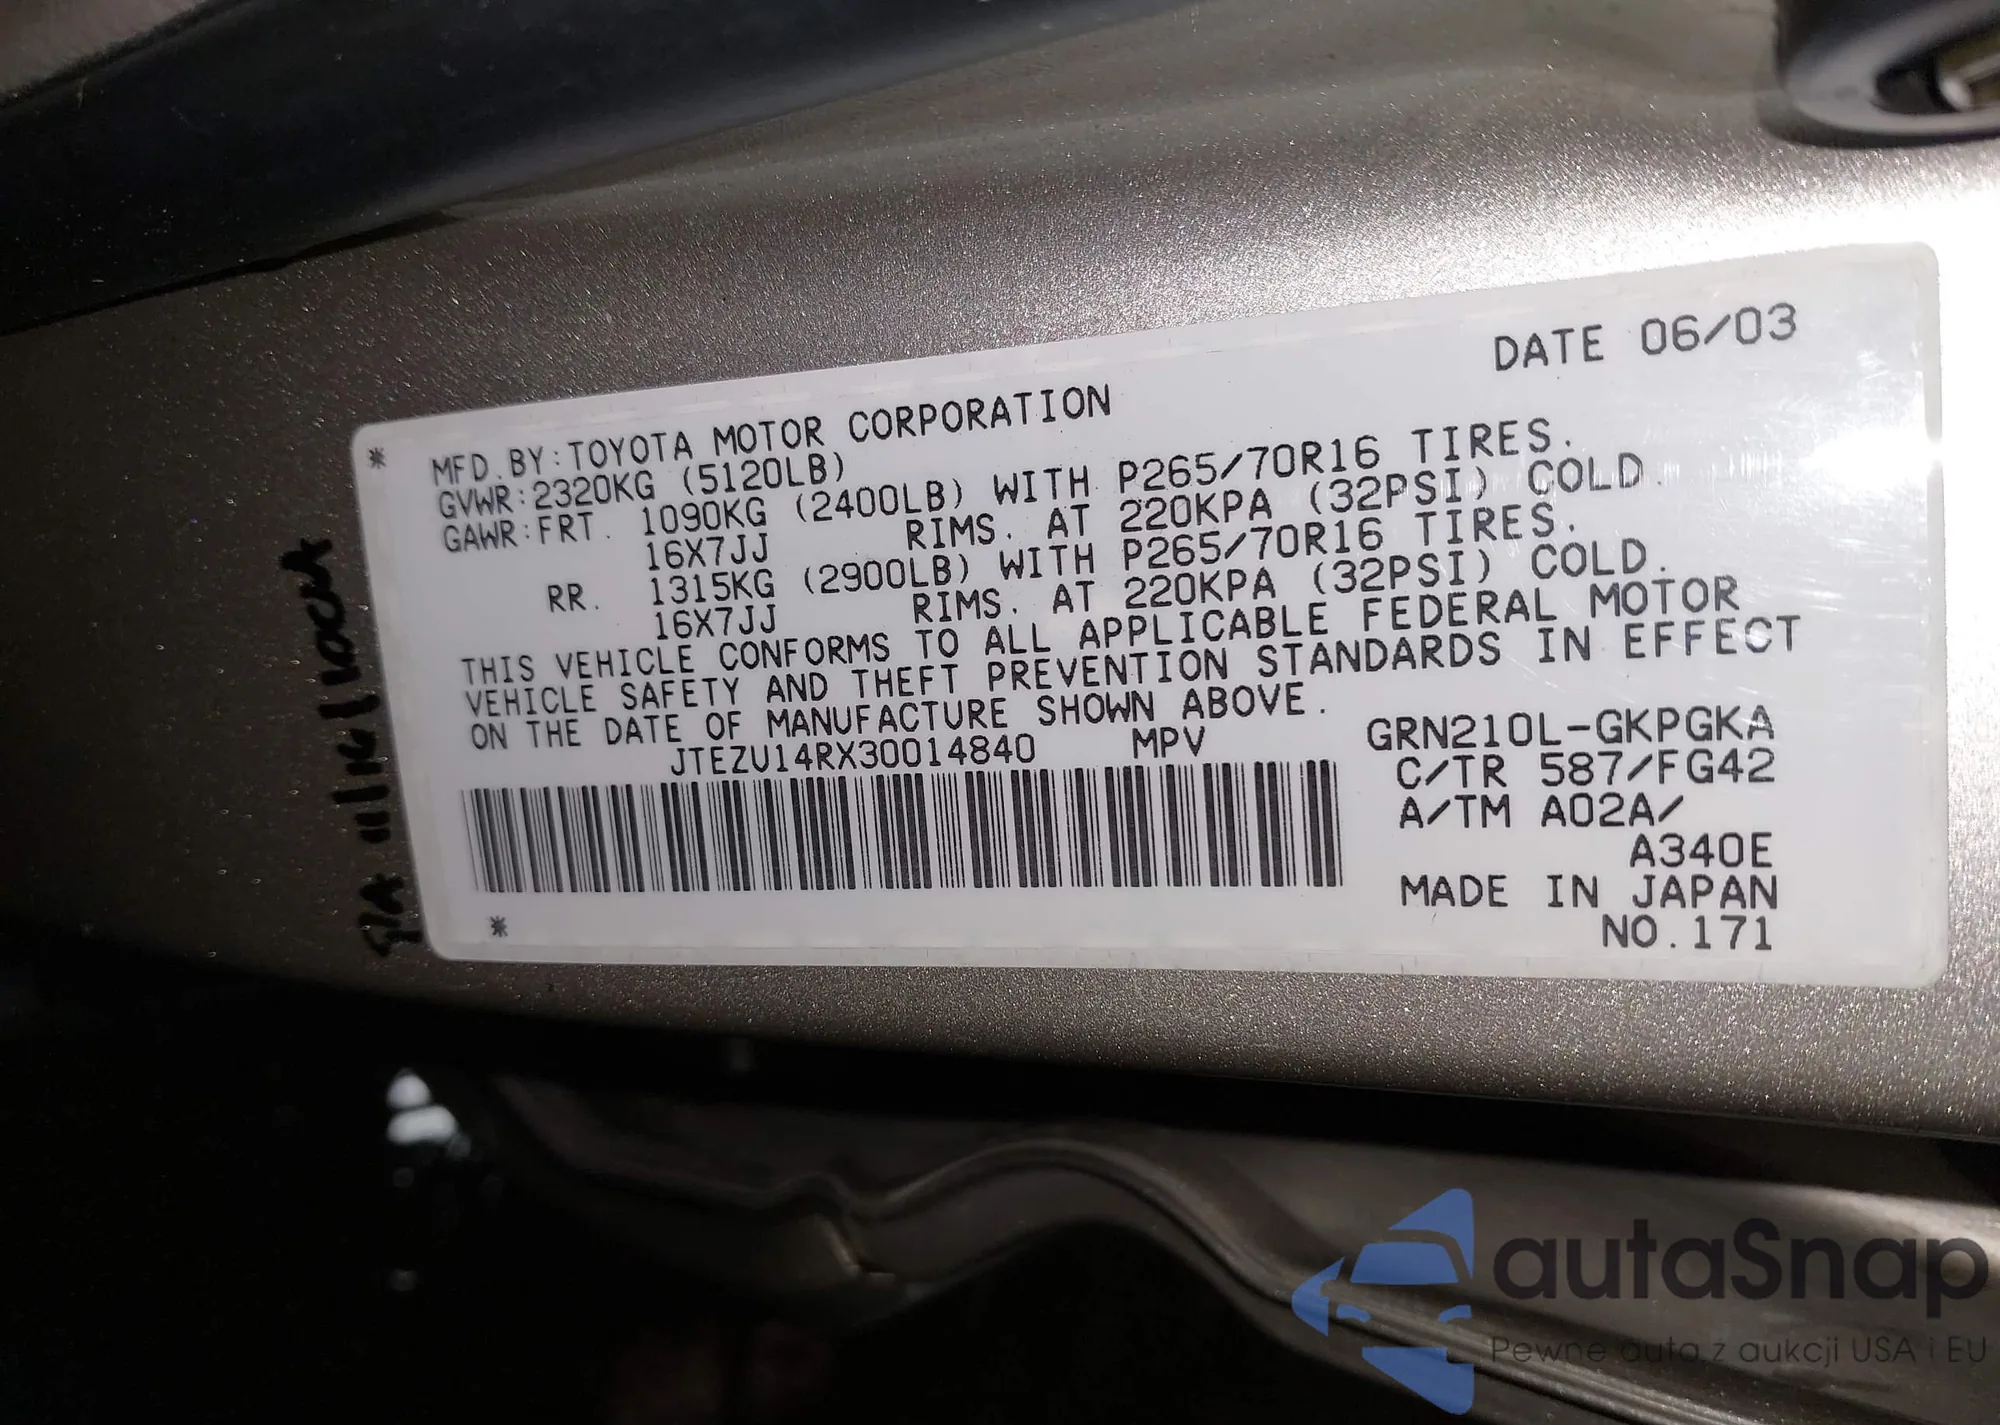 DATE 06/03
* MFD.BY:TOYOTA MOTOR CORPORATION
GVWR:2320KG (5120LB)
GAWR:FRT. 1090KG (2400LB) WITH P265/70R16 TIRES.
16X7JJ RIMS. AT 220KPA (32PSI) COLD.
RR. 1315KG (2900LB) WITH P265/70R16 TIRES.
16X7JJ RIMS. AT 220KPA (32PSI) COLD.
THIS VEHICLE CONFORMS TO ALL APPLICABLE FEDERAL MOTOR
VEHICLE SAFETY AND THEFT PREVENTION STANDARDS IN EFFECT
ON THE DATE OF MANUFACTURE SHOWN ABOVE.
JTEZU14RX30014840 MPV
GRN210L-GKPGKA
C/TR 587/FG42
A/TM A02A/
A340E
MADE IN JAPAN
NO.171
*
autaSnap
Pewne auta z aukcji USA i EU